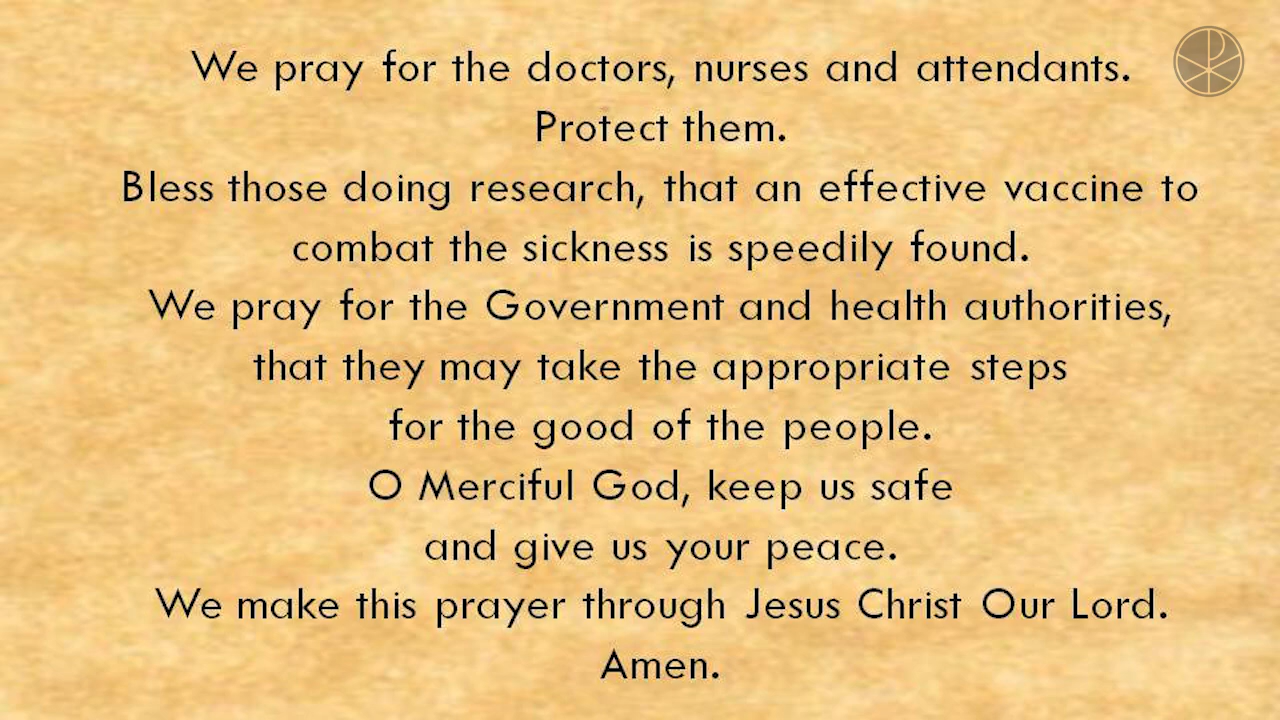 We pray for the doctors, nurses and attendants.
Protect them.
Bless those doing research, that an effective vaccine to
combat the sickness is speedily found.
We pray for the Government and health authorities,
that they may take the appropriate steps
for the good of the people.
O Merciful God, keep us safe
and give us your peace.
We make this prayer through Jesus Christ Our Lord.
Amen.